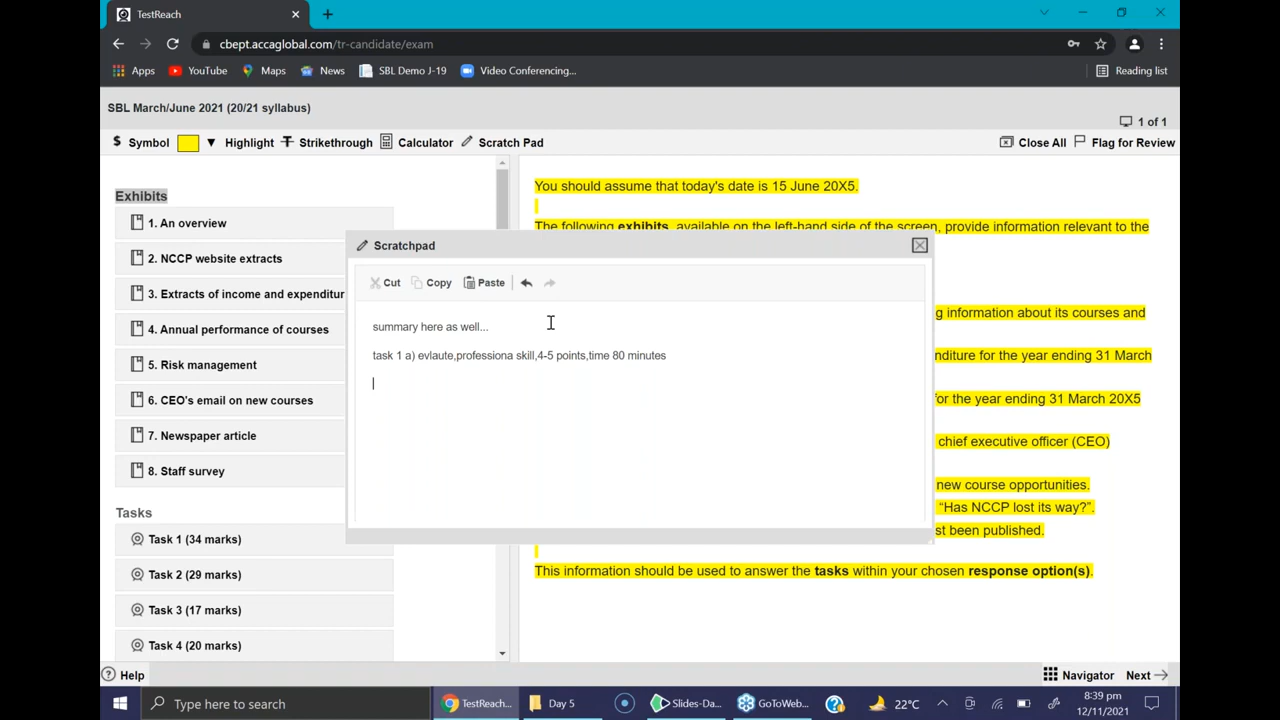 TestReach
cbept.accaglobal.com/tr-candidate/exam
Apps YouTube Maps News SBL Demo J-19 Video Conferencing... Reading list
SBL March/June 2021 (20/21 syllabus)
1 of 1
$ Symbol Highlight Strikethrough Calculator Scratch Pad Close All Flag for Review
Exhibits
1. An overview
2. NCCP website extracts
3. Extracts of income and expenditur
4. Annual performance of courses
5. Risk management
6. CEO's email on new courses
7. Newspaper article
8. Staff survey
Tasks
Task 1 (34 marks)
Task 2 (29 marks)
Task 3 (17 marks)
Task 4 (20 marks)
You should assume that today's date is 15 June 20X5.
The following exhibits, available on the left-hand side of the screen, provide information relevant to the
g information about its courses and
nditure for the year ending 31 March
or the year ending 31 March 20X5
chief executive officer (CEO)
new course opportunities.
“Has NCCP lost its way?”.
st been published.
This information should be used to answer the tasks within your chosen response option(s).
Scratchpad
Cut Copy Paste
summary here as well...
task 1 a) evlaute,professiona skill,4-5 points,time 80 minutes
Help Navigator Next
Type here to search TestReach... Day 5 Slides-Da... GoToWeb... 22°C 8:39 pm
12/11/2021